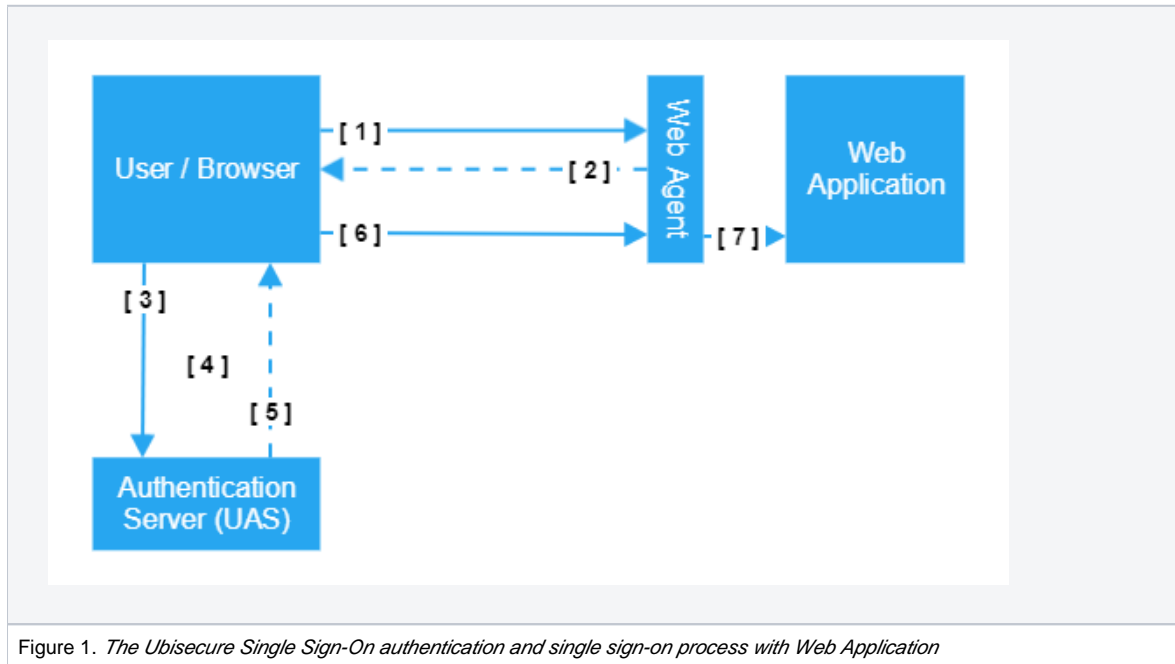 [ 1 ]
User / Browser
[ 2 ]
Web Agent
Web
Application
[ 6 ]
[ 7 ]
[ 3 ]
[ 4 ]
[ 5 ]
Authentication
Server (UAS)
Figure 1. The Ubisecure Single Sign-On authentication and single sign-on process with Web Application